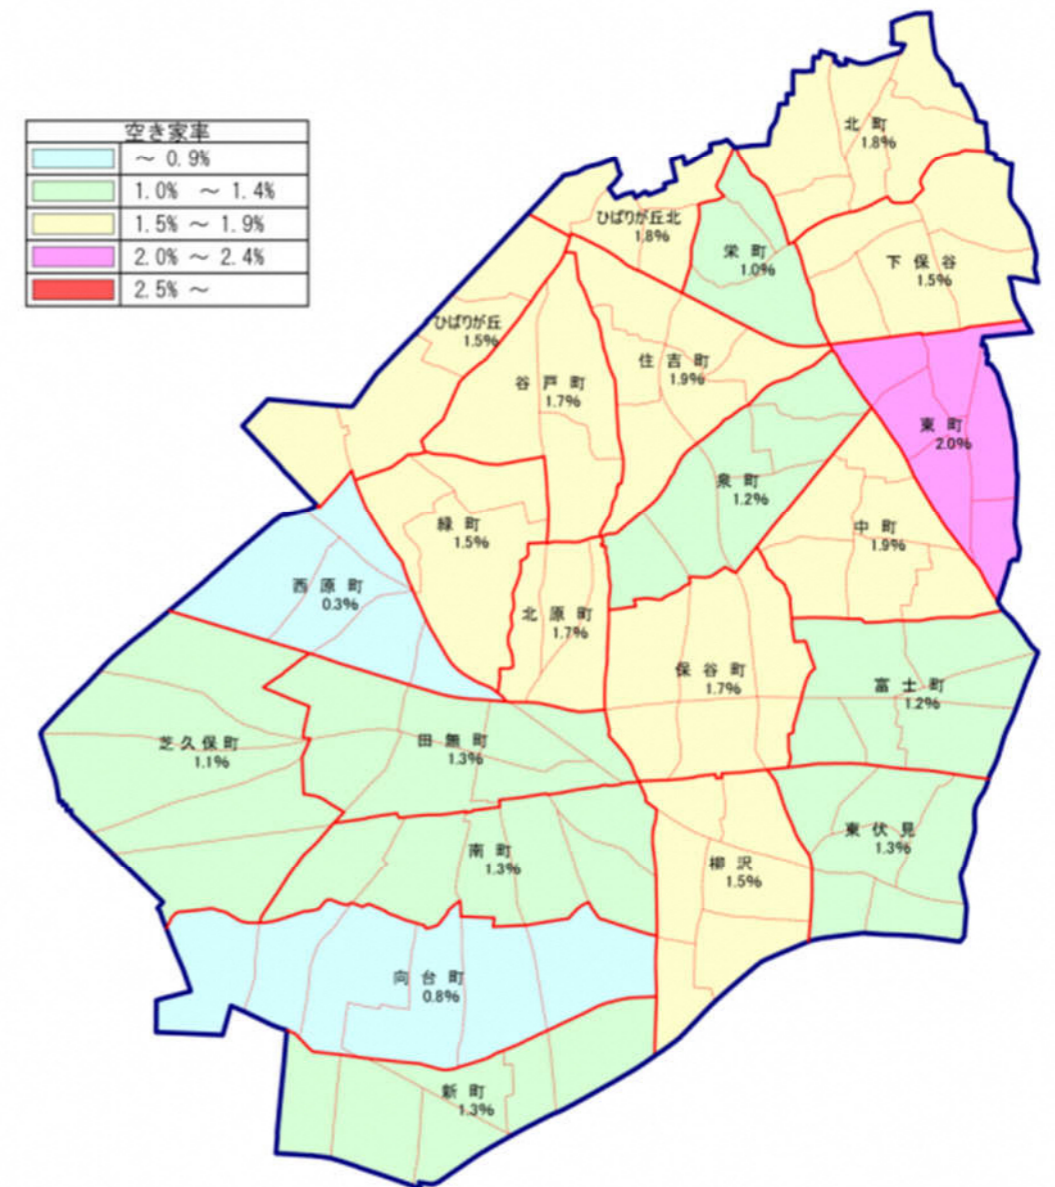 空き家率
～ 0.9%
1.0% ～ 1.4%
1.5% ～ 1.9%
2.0% ～ 2.4%
2.5% ～
北町
1.8%
ひばりが丘北
1.8%
栄町
1.0%
下保谷
1.5%
ひばりが丘
1.5%
谷戸町
1.7%
住吉町
1.9%
東町
2.0%
泉町
1.2%
緑町
1.5%
中町
1.9%
西原町
0.3%
北原町
1.7%
保谷町
1.7%
富士町
1.2%
芝久保町
1.1%
田無町
1.3%
南町
1.3%
柳沢
1.5%
東伏見
1.3%
向台町
0.8%
新町
1.3%